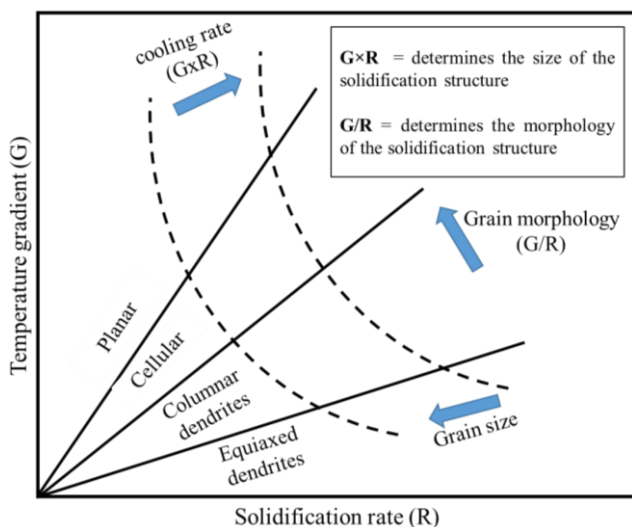 cooling rate
(GxR)
G×R = determines the size of the
solidification structure
G/R = determines the morphology
of the solidification structure
Grain morphology
(G/R)
Temperature gradient (G)
Planar
Cellular
Columnar
dendrites
Equiaxed
dendrites
Grain size
Solidification rate (R)